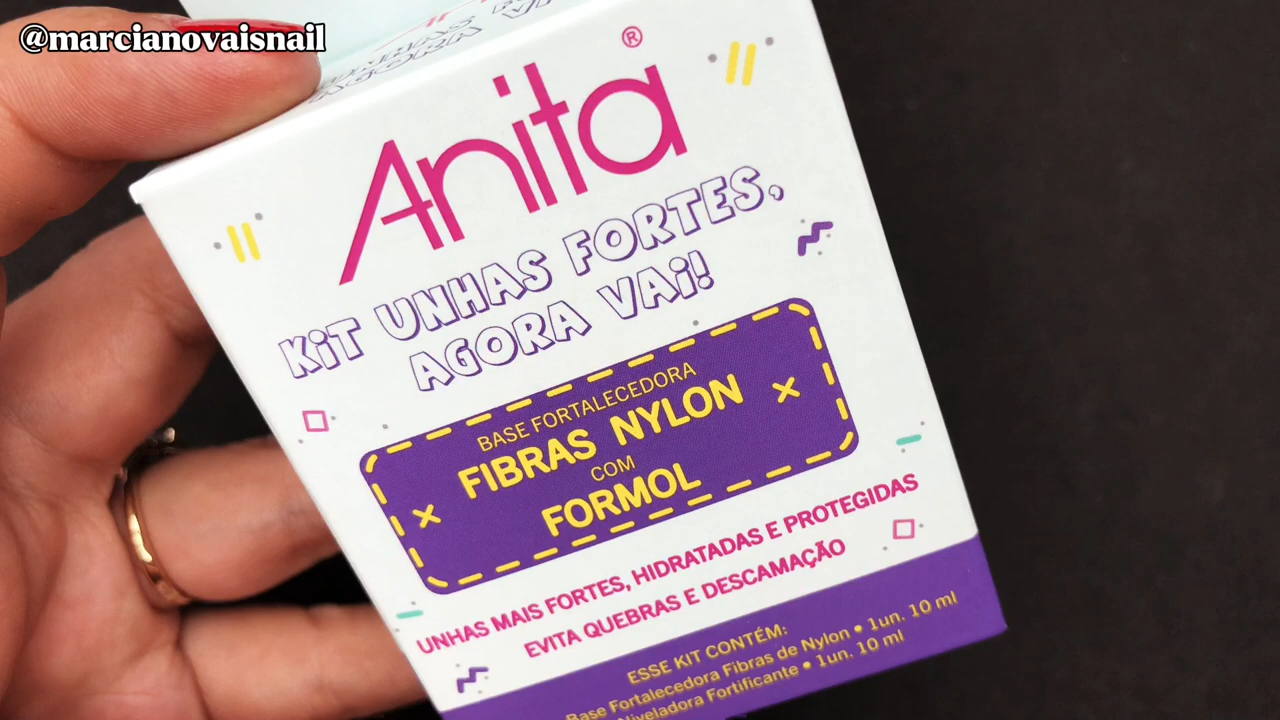 @marcianovaisnail
Anita®
KiT UNHAS FORTES,
AGORA VAi!
BASE FORTALECEDORA
FIBRAS NYLON
COM
FORMOL
UNHAS MAIS FORTES, HIDRATADAS E PROTEGIDAS
EVITA QUEBRAS E DESCAMAÇÃO
ESSE KIT CONTÉM:
Base Fortalecedora Fibras de Nylon • 1un. 10 ml
Niveladora Fortificante • 1un. 10 ml